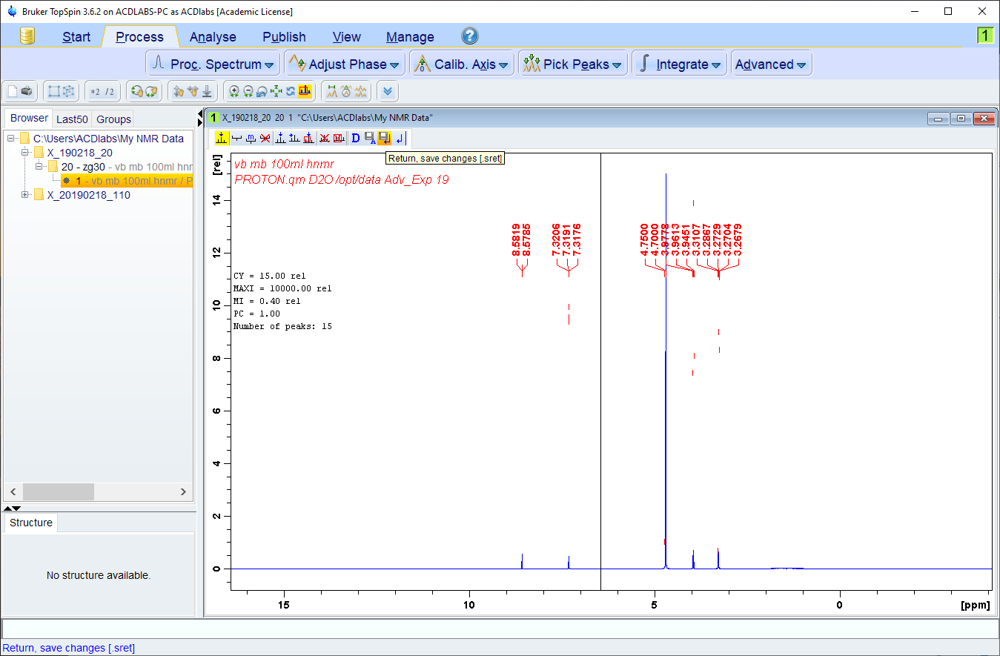 Bruker TopSpin 3.6.2 on ACDLABS-PC as ACDlabs [Academic License]
Start Process Analyse Publish View Manage ? 1
Proc. Spectrum Adjust Phase Calib. Axis Pick Peaks Integrate Advanced
*2 /2
Browser Last50 Groups
C:\Users\ACDlabs\My NMR Data
X_190218_20
20 - zg30 - vb mb 100ml hnmr
1 - vb mb 100ml hnmr / P
X_20190218_110
Structure
No structure available.
1 X_190218_20 20 1 "C:\Users\ACDlabs\My NMR Data"
D
Return, save changes [.sret]
[rel]
vb mb 100ml hnmr
PROTON.qm D2O /opt/data Adv_Exp 19
8.5819
8.5785
7.3206
7.3191
7.3176
4.7500
4.7000
3.9778
3.9613
3.9451
3.3107
3.2867
3.2729
3.2704
3.2679
CY = 15.00 rel
MAXI = 10000.00 rel
MI = 0.40 rel
PC = 1.00
Number of peaks: 15
14
12
10
8
6
4
2
0
15 10 5 0 [ppm]
Return, save changes [.sret]